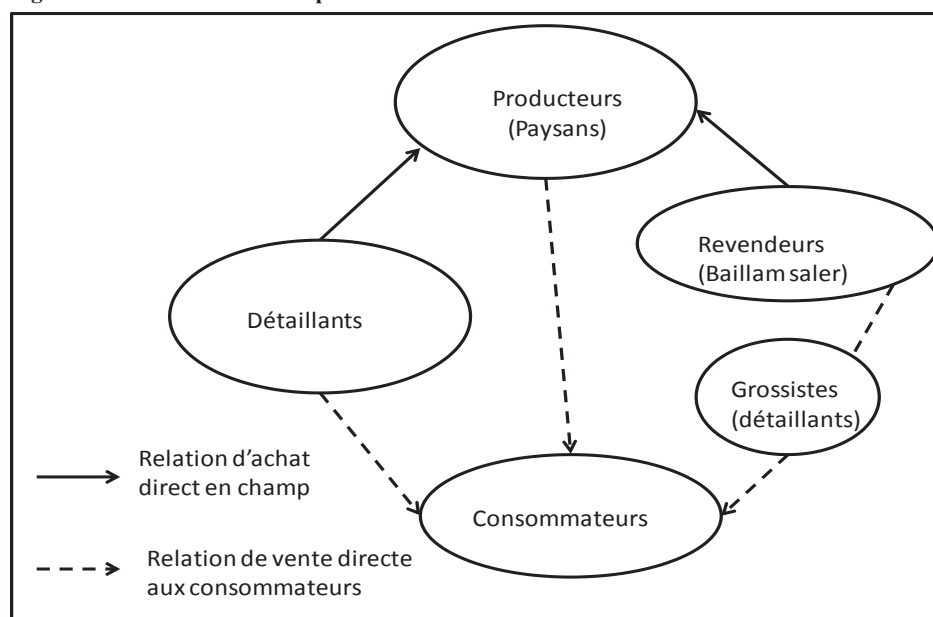 Producteurs
(Paysans)
Revendeurs
(Baillam saler)
Détaillants
Grossistes
(détaillants)
Relation d’achat
direct en champ
Consommateurs
Relation de vente directe
aux consommateurs